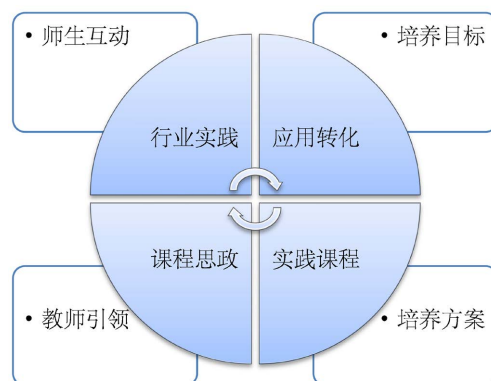 • 师生互动
• 培养目标
行业实践
应用转化
课程思政
实践课程
• 教师引领
• 培养方案